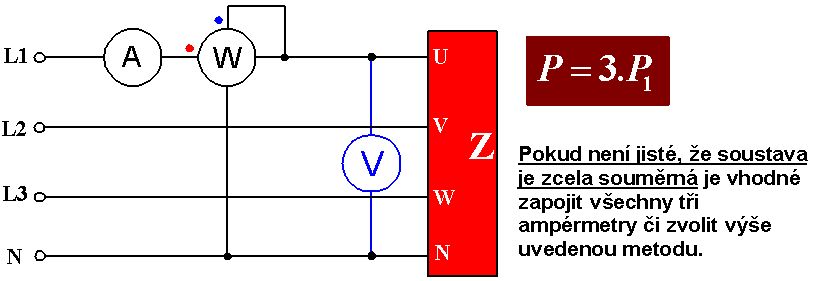 L1 A W U
P = 3.P₁
L2 V
V Z
L3 W
N N
Pokud není jisté, že soustava
je zcela souměrná je vhodné
zapojit všechny tři
ampérmetry či zvolit výše
uvedenou metodu.